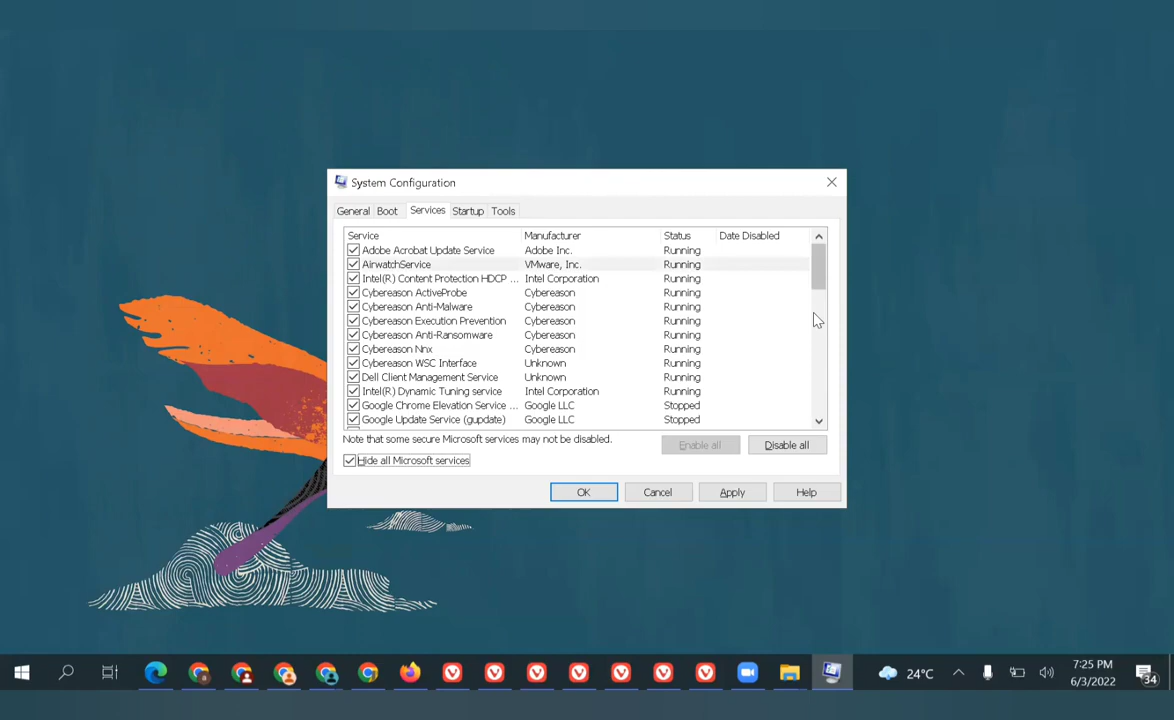 System Configuration
General Boot Services Startup Tools
Service Manufacturer Status Date Disabled
Adobe Acrobat Update Service Adobe Inc. Running
AirwatchService VMware, Inc. Running
Intel(R) Content Protection HDCP ... Intel Corporation Running
Cybereason ActiveProbe Cybereason Running
Cybereason Anti-Malware Cybereason Running
Cybereason Execution Prevention Cybereason Running
Cybereason Anti-Ransomware Cybereason Running
Cybereason Nnx Cybereason Running
Cybereason WSC Interface Unknown Running
Dell Client Management Service Unknown Running
Intel(R) Dynamic Tuning service Intel Corporation Running
Google Chrome Elevation Service ... Google LLC Stopped
Google Update Service (gupdate) Google LLC Stopped
Note that some secure Microsoft services may not be disabled.
Enable all Disable all
Hide all Microsoft services
OK Cancel Apply Help
24°C
7:25 PM
6/3/2022
34